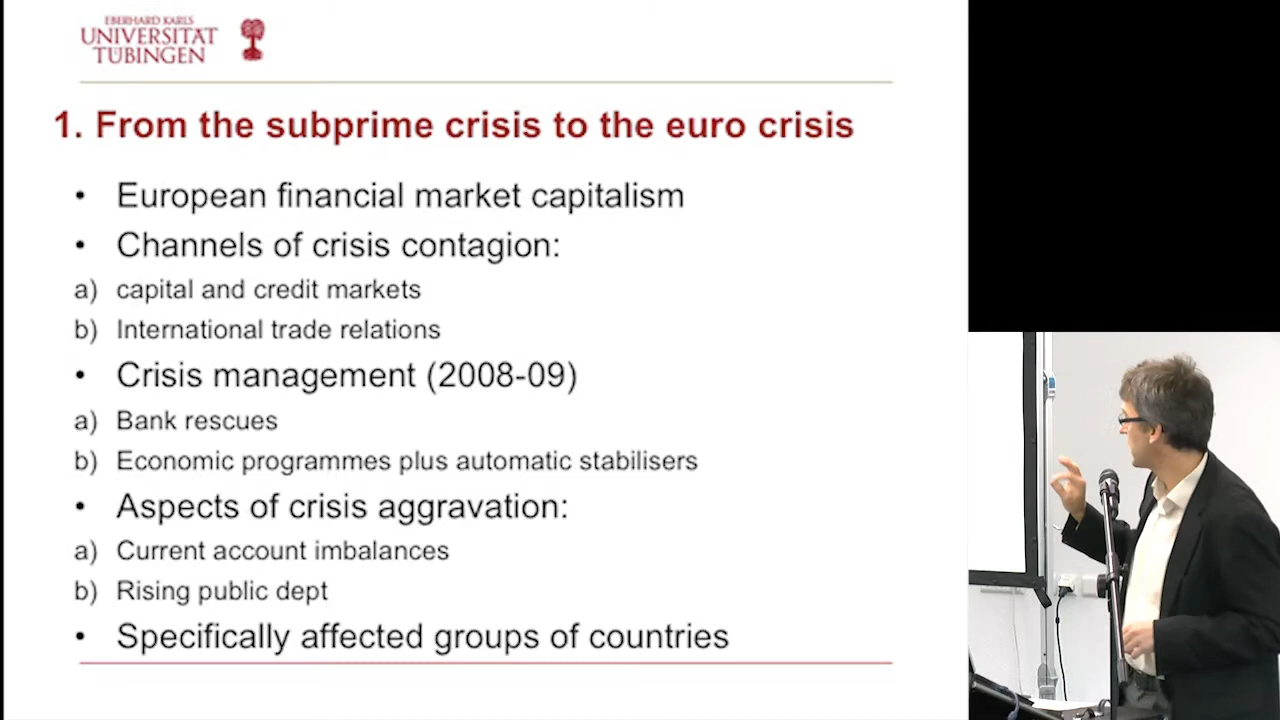 EBERHARD KARLS
UNIVERSITÄT
TÜBINGEN
1. From the subprime crisis to the euro crisis
• European financial market capitalism
• Channels of crisis contagion:
a) capital and credit markets
b) International trade relations
• Crisis management (2008-09)
a) Bank rescues
b) Economic programmes plus automatic stabilisers
• Aspects of crisis aggravation:
a) Current account imbalances
b) Rising public dept
• Specifically affected groups of countries